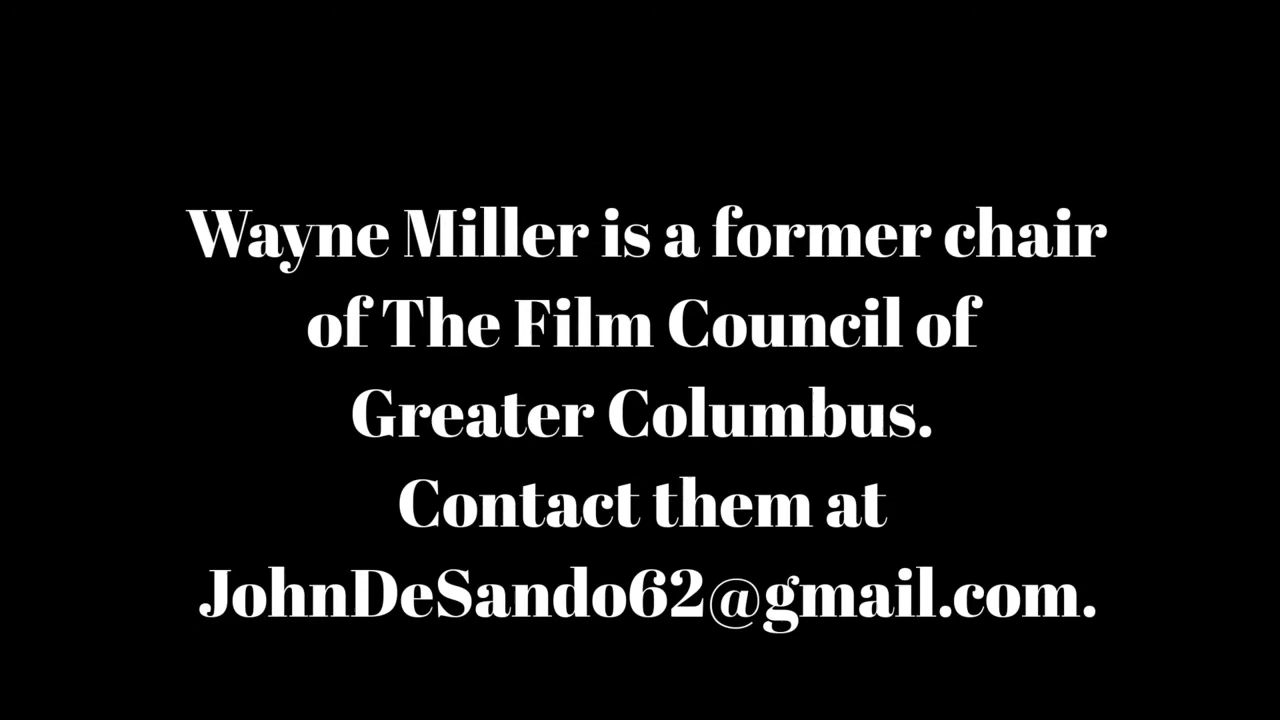 Wayne Miller is a former chair
of The Film Council of
Greater Columbus.
Contact them at
JohnDeSando62@gmail.com.